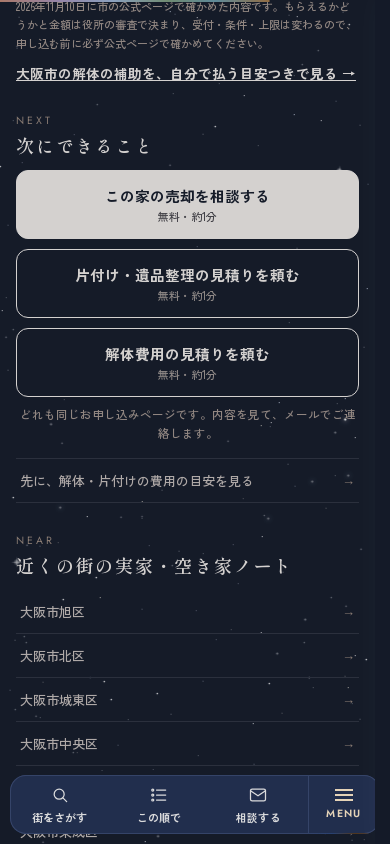 2026年11月10日に市の公式ページで確かめた内容です。もらえるかど
うかと金額は役所の審査で決まり、受付・条件・上限は変わるので、
申し込む前に必ず公式ページで確かめてください。
大阪市の解体の補助を、自分で払う目安つきで見る →
NEXT
次にできること
この家の売却を相談する
無料・約1分
片付け・遺品整理の見積りを頼む
無料・約1分
解体費用の見積りを頼む
無料・約1分
どれも同じお申し込みページです。内容を見て、メールでご連
絡します。
先に、解体・片付けの費用の目安を見る →
NEAR
近くの街の実家・空き家ノート
大阪市旭区 →
大阪市北区 →
大阪市城東区 →
大阪市中央区 →
大阪市東成区
街をさがす
この順で
相談する
MENU